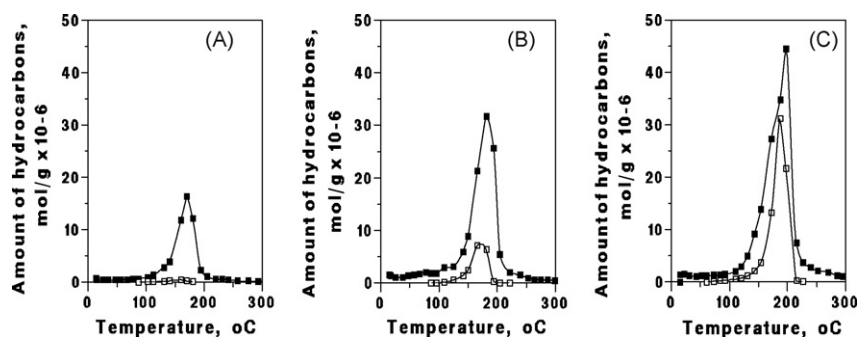 (A)
Amount of hydrocarbons,
mol/g x 10-6
50
40
30
20
10
0
0 100 200 300
Temperature, oC
(B)
Amount of hydrocarbons,
mol/g x 10-6
50
40
30
20
10
0
0 100 200 300
Temperature, oC
(C)
Amount of hydrocarbons,
mol/g x 10-6
50
40
30
20
10
0
0 100 200 300
Temperature, oC